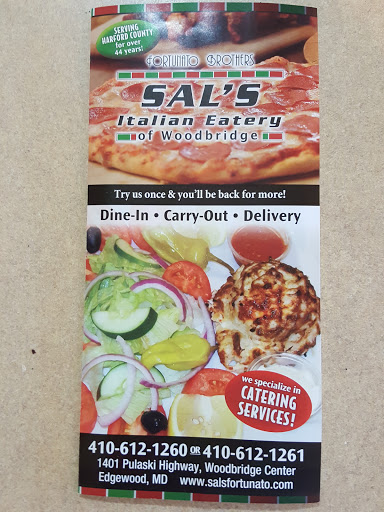 SERVING
HARFORD COUNTY
for over
44 years!
FORTUNATO BROTHERS
SAL'S
Italian Eatery
of Woodbridge
Try us once & you'll be back for more!
Dine-In • Carry-Out • Delivery
we specialize in
CATERING
SERVICES!
410-612-1260 OR 410-612-1261
1401 Pulaski Highway, Woodbridge Center
Edgewood, MD www.salsfortunato.com